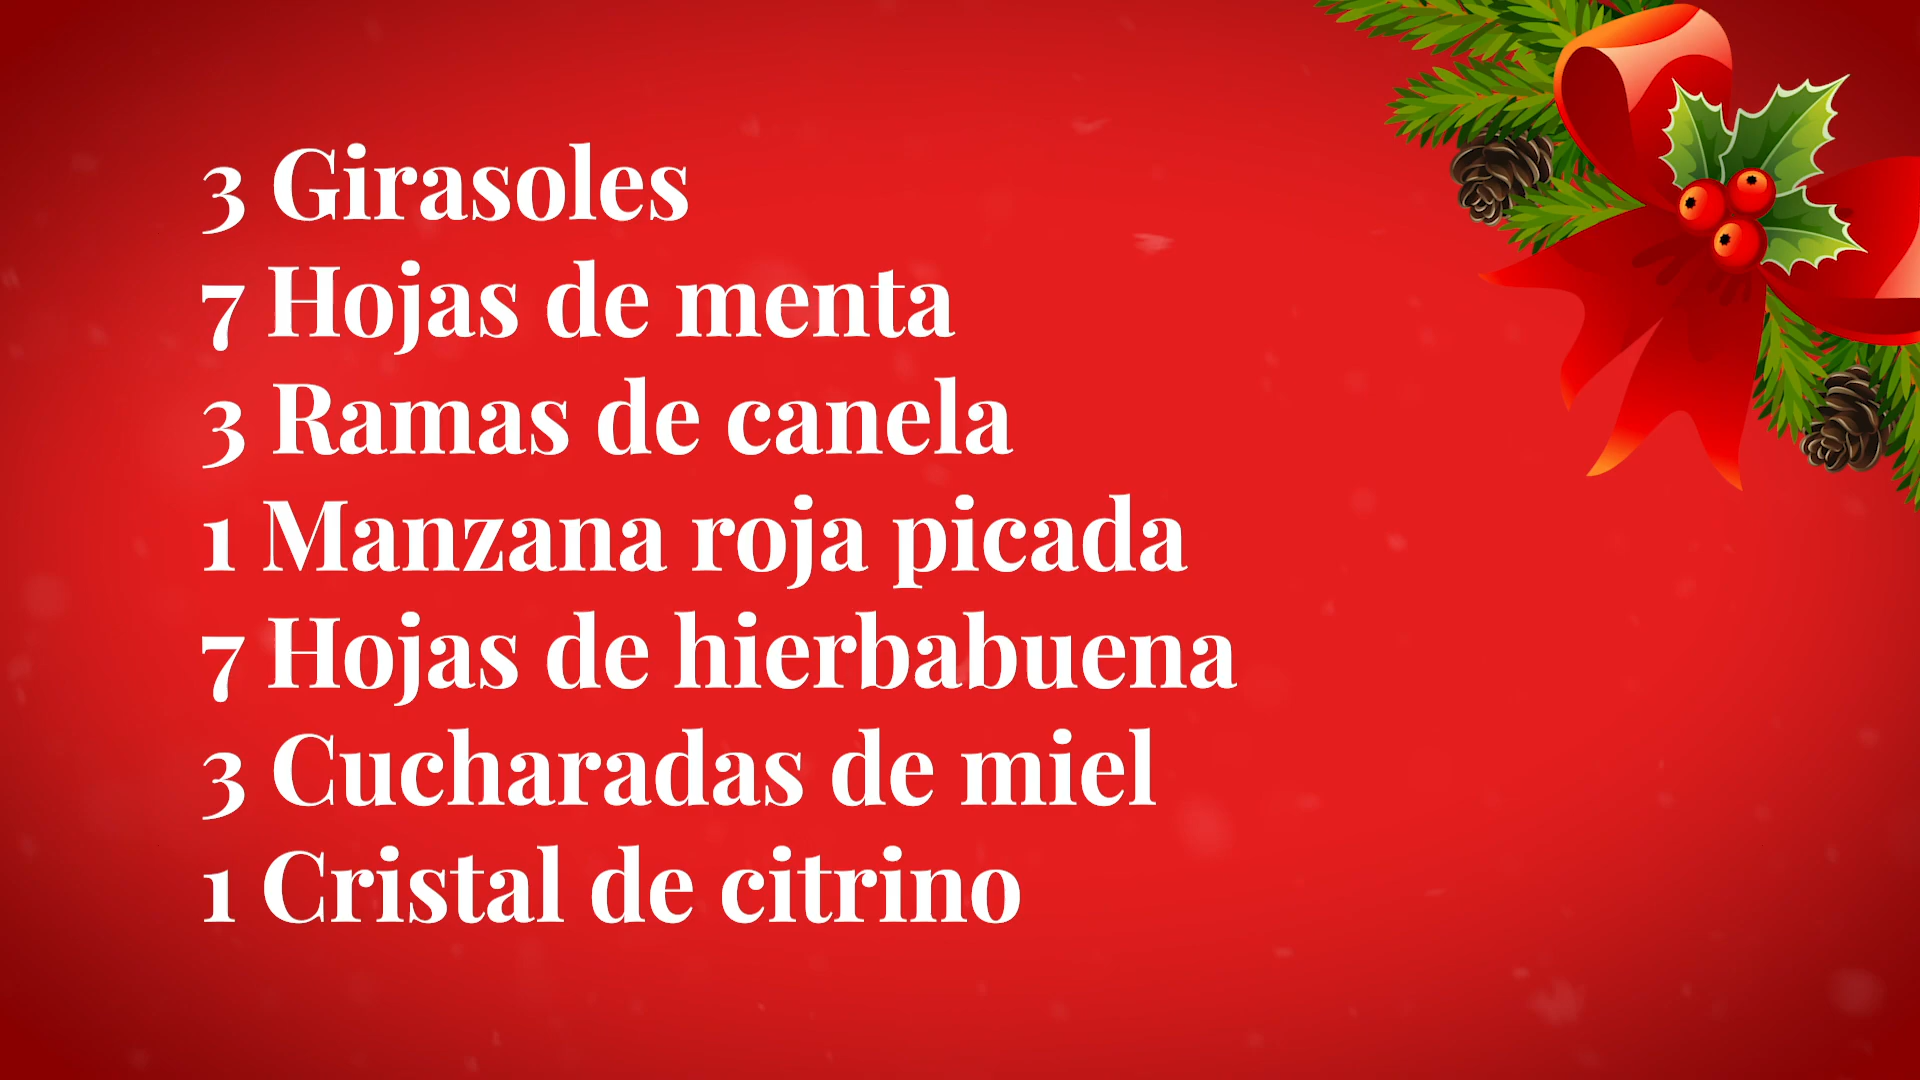 3 Girasoles
7 Hojas de menta
3 Ramas de canela
1 Manzana roja picada
7 Hojas de hierbabuena
3 Cucharadas de miel
1 Cristal de citrino